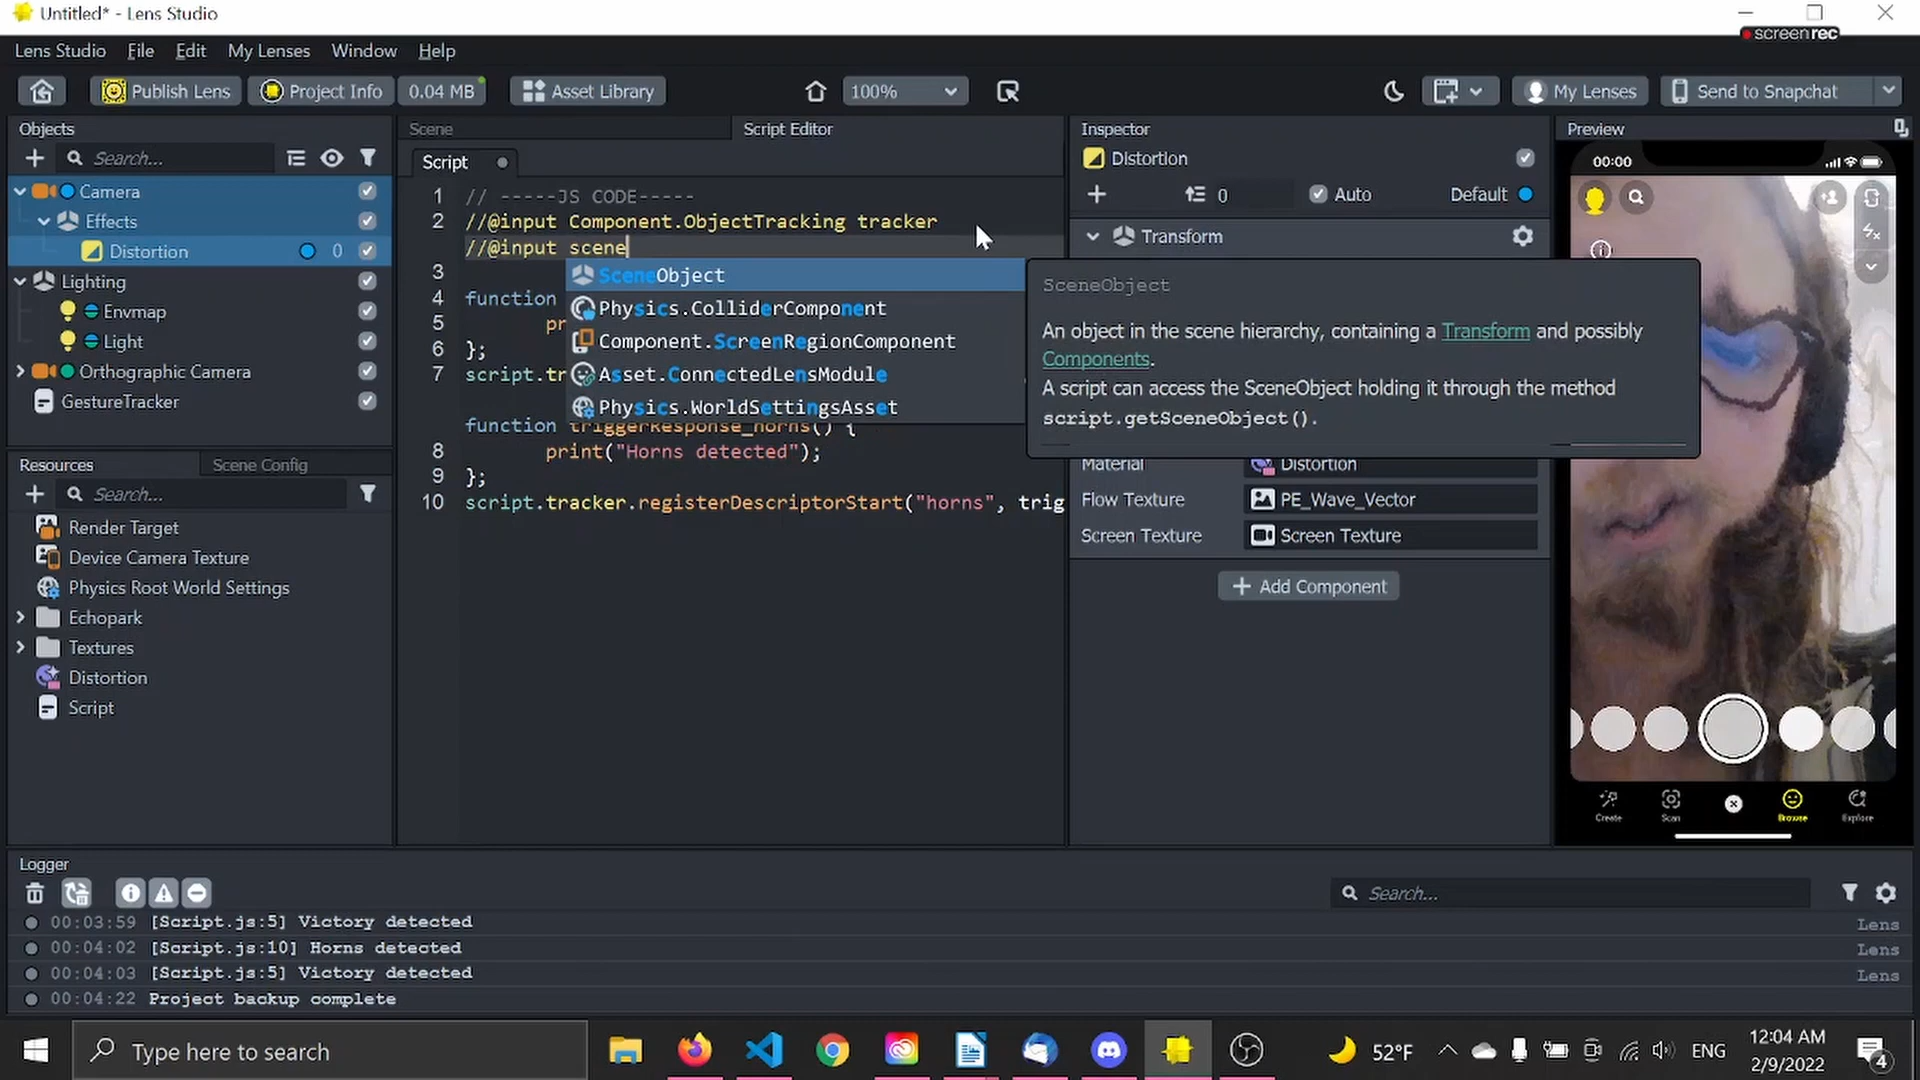 Untitled* - Lens Studio
screenrec
Lens Studio File Edit My Lenses Window Help
Publish Lens Project Info 0.04 MB Asset Library 100% My Lenses Send to Snapchat
Objects
Search...
Camera
Effects
Distortion 0
Lighting
Envmap
Light
Orthographic Camera
GestureTracker
Resources Scene Config
Search...
Render Target
Device Camera Texture
Physics Root World Settings
Echopark
Textures
Distortion
Script
Scene Script Editor
Script
1 // -----JS CODE-----
2 //@input Component.ObjectTracking tracker
//@input scene
3
4 function
5 pr
6 };
7 script.tr
function triggerResponse_horns() {
8 print("Horns detected");
9 };
10 script.tracker.registerDescriptorStart("horns", trig
SceneObject
Physics.ColliderComponent
Component.ScreenRegionComponent
Asset.ConnectedLensModule
Physics.WorldSettingsAsset
SceneObject
An object in the scene hierarchy, containing a Transform and possibly
Components.
A script can access the SceneObject holding it through the method
script.getSceneObject().
Inspector
Distortion
0 Auto Default
Transform
Material Distortion
Flow Texture PE_Wave_Vector
Screen Texture Screen Texture
Add Component
Preview
00:00
Create Scan Browse Explore
Logger
Search...
00:03:59 [Script.js:5] Victory detected Lens
00:04:02 [Script.js:10] Horns detected Lens
00:04:03 [Script.js:5] Victory detected Lens
00:04:22 Project backup complete
Type here to search
52°F
ENG
12:04 AM
2/9/2022
4